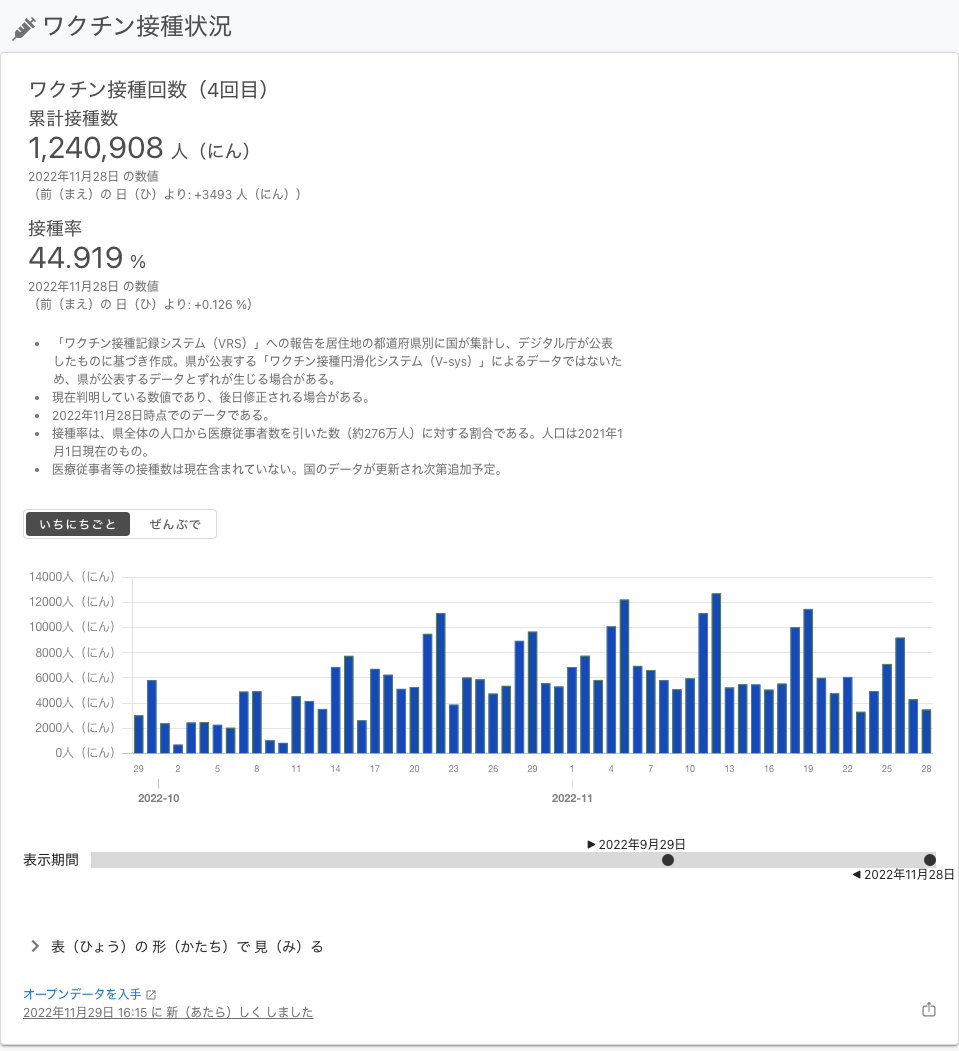 ワクチン接種状況
ワクチン接種回数（4回目）
累計接種数
1,240,908 人（にん）
2022年11月28日 の数値
（前（まえ）の 日（ひ）より: +3493 人（にん））
接種率
44.919 %
2022年11月28日 の数値
（前（まえ）の 日（ひ）より: +0.126 %）
• 「ワクチン接種記録システム（VRS）」への報告を居住地の都道府県別に国が集計し、デジタル庁が公表
したものに基づき作成。県が公表する「ワクチン接種円滑化システム（V-sys）」によるデータではないた
め、県が公表するデータとずれが生じる場合がある。
• 現在判明している数値であり、後日修正される場合がある。
• 2022年11月28日時点でのデータである。
• 接種率は、県全体の人口から医療従事者数を引いた数（約276万人）に対する割合である。人口は2021年1
月1日現在のもの。
• 医療従事者等の接種数は現在含まれていない。国のデータが更新され次第追加予定。
いちにちごと ぜんぶで
14000人（にん）
12000人（にん）
10000人（にん）
8000人（にん）
6000人（にん）
4000人（にん）
2000人（にん）
0人（にん）
29 2 5 8 11 14 17 20 23 26 29 1 4 7 10 13 16 19 22 25 28
2022-10 2022-11
▶ 2022年9月29日
表示期間
◀ 2022年11月28日
表（ひょう）の 形（かたち）で 見（み）る
オープンデータを入手
2022年11月29日 16:15 に 新（あたら）しく しました